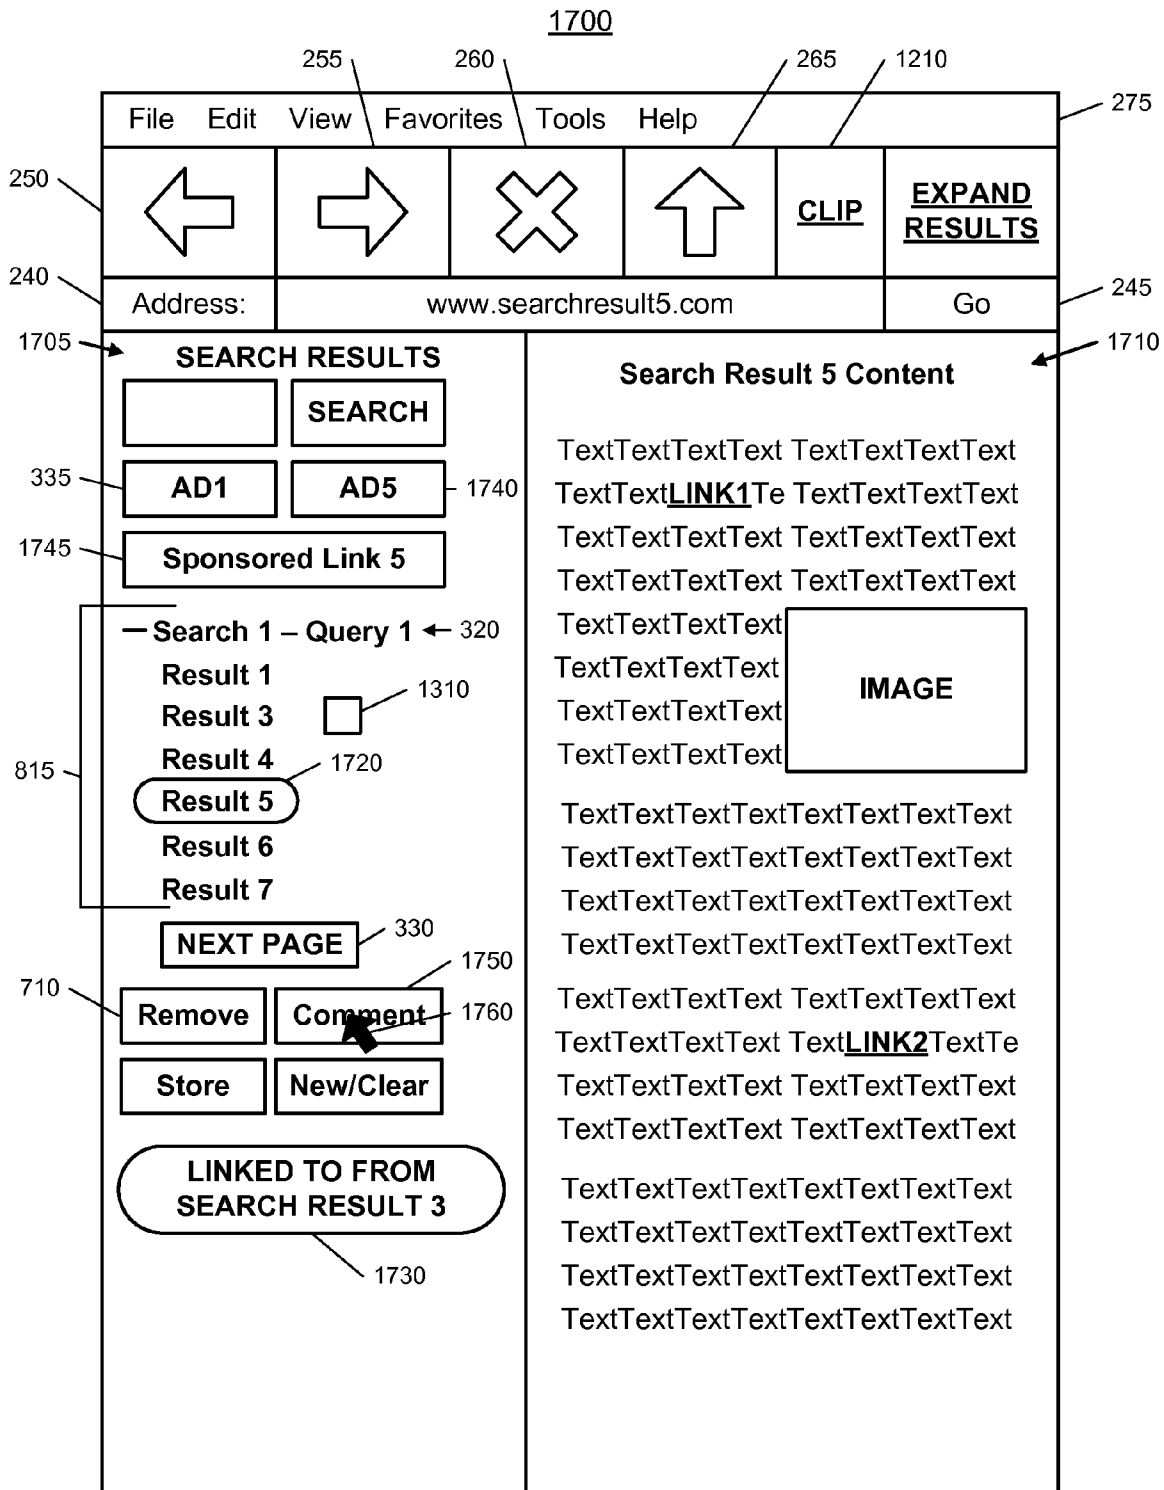 1700
255 260 265 1210
File Edit View Favorites Tools Help 275
250 CLIP EXPAND
RESULTS
240 Address: www.searchresult5.com Go 245
1705 SEARCH RESULTS
SEARCH
335 AD1 AD5 1740
1745 Sponsored Link 5
– Search 1 – Query 1 320
Result 1
Result 3 1310
Result 4
815 1720
Result 5
Result 6
Result 7
NEXT PAGE 330
1750
710 Remove Comment 1760
Store New/Clear
LINKED TO FROM
SEARCH RESULT 3
1730
1710
Search Result 5 Content
TextTextTextText TextTextTextText
TextTextLINK1Te TextTextTextText
TextTextTextText TextTextTextText
TextTextTextText TextTextTextText
TextTextTextText
TextTextTextText
TextTextTextText
TextTextTextText
IMAGE
TextTextTextTextTextTextTextText
TextTextTextTextTextTextTextText
TextTextTextTextTextTextTextText
TextTextTextTextTextTextTextText
TextTextTextText TextTextTextText
TextTextTextText TextLINK2TextTe
TextTextTextText TextTextTextText
TextTextTextText TextTextTextText
TextTextTextTextTextTextTextText
TextTextTextTextTextTextTextText
TextTextTextTextTextTextTextText
TextTextTextTextTextTextTextText